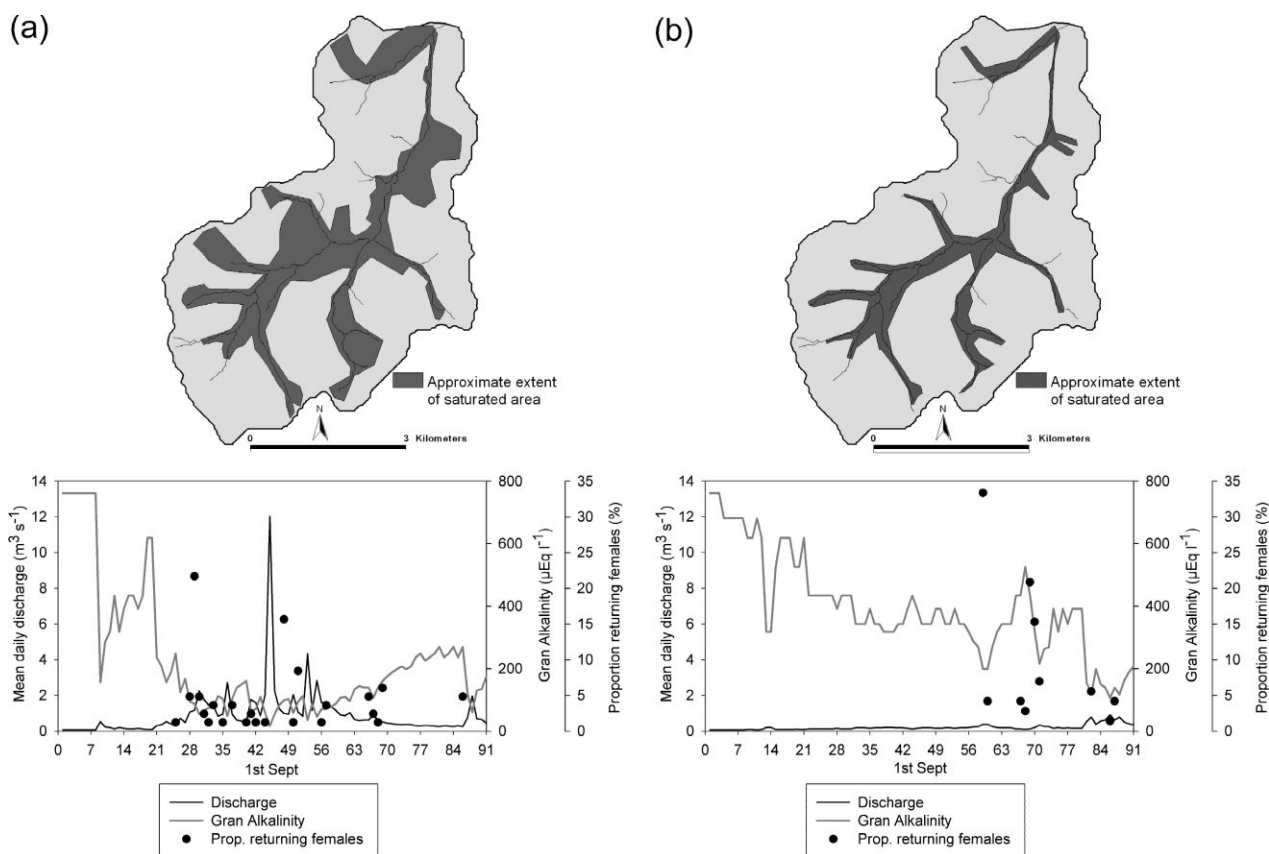 (a)
Approximate extent
of saturated area
N
0 3 Kilometers
(b)
Approximate extent
of saturated area
N
0 3 Kilometers
14 12 10 8 6 4 2 0
Mean daily discharge (m³ s⁻¹)
800 600 400 200 0
Gran Alkalinity (µEq l⁻¹)
35 30 25 20 15 10 5 0
Proportion returning females (%)
0 7 14 21 28 35 42 49 56 63 70 77 84 91
1st Sept
Discharge
Gran Alkalinity
Prop. returning females
14 12 10 8 6 4 2 0
Mean daily discharge (m³ s⁻¹)
800 600 400 200 0
Gran Alkalinity (µEq l⁻¹)
35 30 25 20 15 10 5 0
Proportion returning females (%)
0 7 14 21 28 35 42 49 56 63 70 77 84 91
1st Sept
Discharge
Gran Alkalinity
Prop. returning females